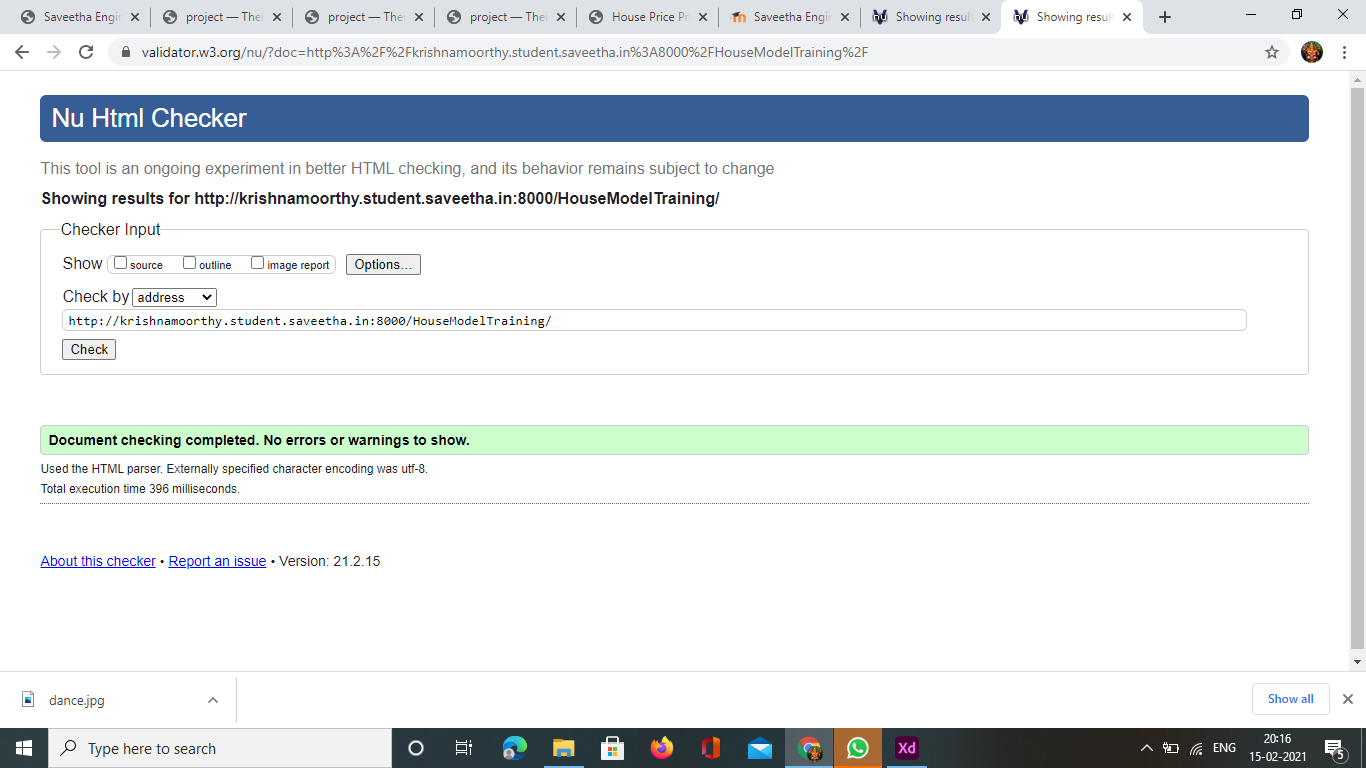 Saveetha Engin
project — Thei
project — Thei
project — Thei
House Price Pr
Saveetha Engin
Showing result
Showing result
validator.w3.org/nu/?doc=http%3A%2F%2Fkrishnamoorthy.student.saveetha.in%3A8000%2FHouseModelTraining%2F
Nu Html Checker
This tool is an ongoing experiment in better HTML checking, and its behavior remains subject to change
Showing results for http://krishnamoorthy.student.saveetha.in:8000/HouseModelTraining/
Checker Input
Show source outline image report Options...
Check by address
http://krishnamoorthy.student.saveetha.in:8000/HouseModelTraining/
Check
Document checking completed. No errors or warnings to show.
Used the HTML parser. Externally specified character encoding was utf-8.
Total execution time 396 milliseconds.
About this checker • Report an issue • Version: 21.2.15
dance.jpg
Show all
Type here to search
Xd
ENG
20:16
15-02-2021
5